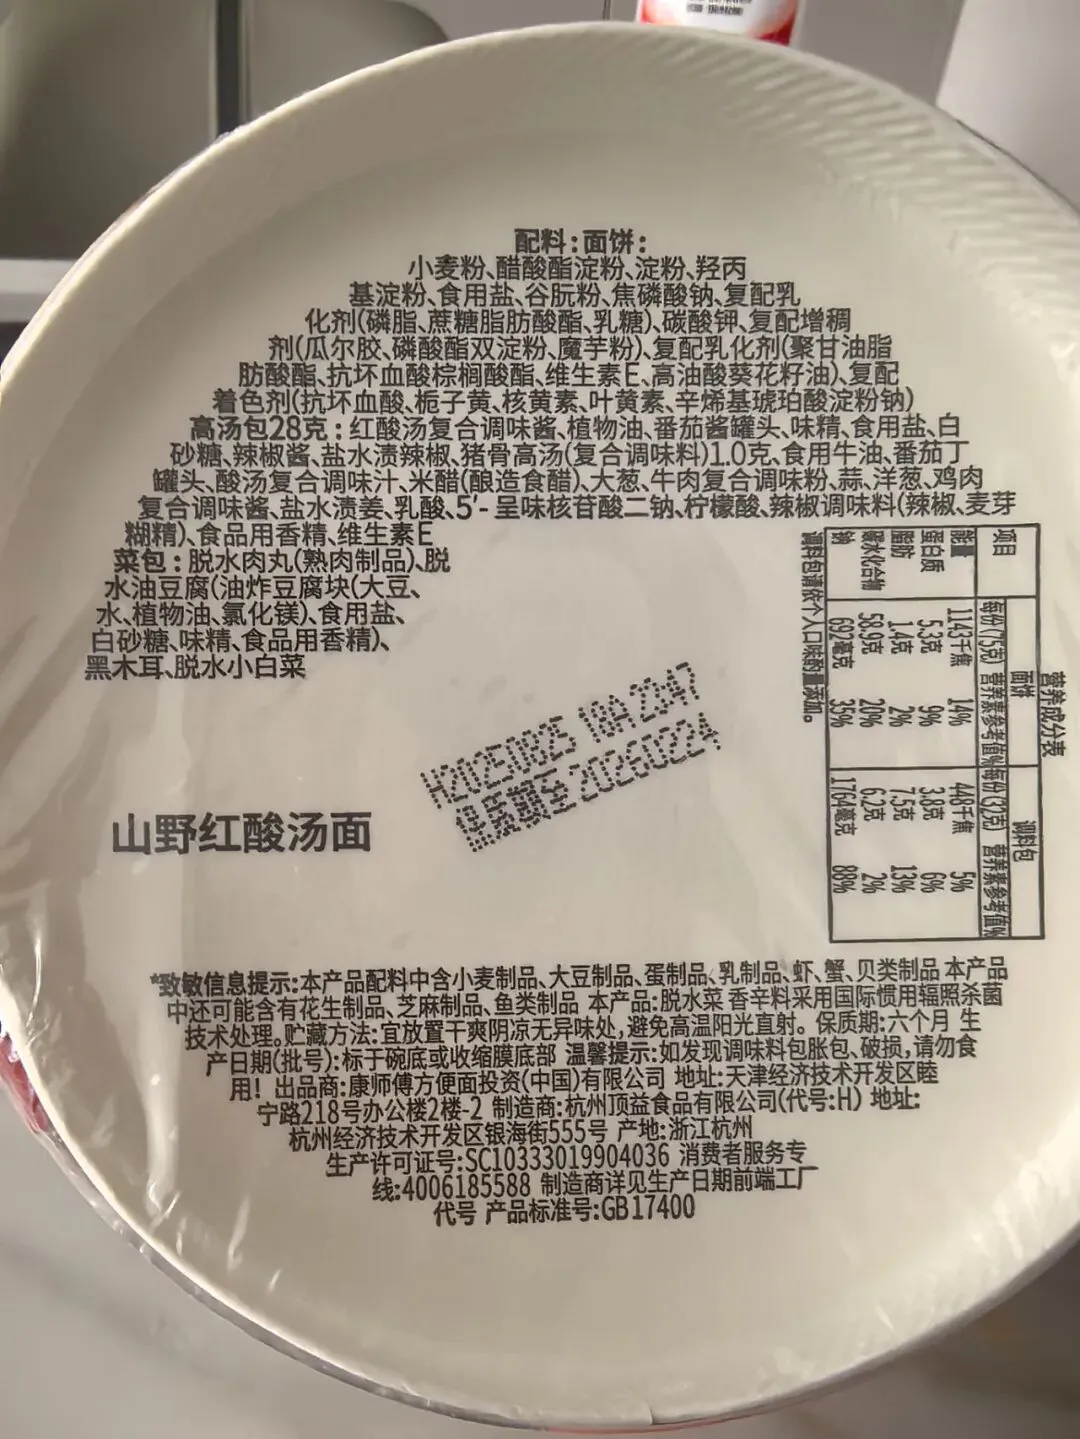 配料:面饼:
小麦粉、醋酸酯淀粉、淀粉、羟丙
基淀粉、食用盐、谷朊粉、焦磷酸钠、复配乳
化剂(磷脂、蔗糖脂肪酸酯、乳糖)、碳酸钾、复配增稠
剂(瓜尔胶、磷酸酯双淀粉、魔芋粉)、复配乳化剂(聚甘油脂
肪酸酯、抗坏血酸棕榈酸酯、维生素E、高油酸葵花籽油)、复配
着色剂(抗坏血酸、栀子黄、核黄素、叶黄素、辛烯基琥珀酸淀粉钠)
高汤包28克:红酸汤复合调味酱、植物油、番茄酱罐头、味精、食用盐、白
砂糖、辣椒酱、盐水渍辣椒、猪骨高汤(复合调味料)1.0克、食用牛油、番茄丁
罐头、酸汤复合调味汁、米醋(酿造食醋)、大葱、牛肉复合调味粉、蒜、洋葱、鸡肉
复合调味酱、盐水渍姜、乳酸、5'-呈味核苷酸二钠、柠檬酸、辣椒调味料(辣椒、麦芽
糊精)、食品用香精、维生素E
菜包:脱水肉丸(熟肉制品)、脱
水油豆腐(油炸豆腐块(大豆、
水、植物油、氯化镁)、食用盐、
白砂糖、味精、食品用香精)、
黑木耳、脱水小白菜
营养成分表
面饼 调料包
项目 每份(75克) 营养素参考值% 每份(32克) 营养素参考值%
能量 1143千焦 14% 448千焦 5%
蛋白质 5.3克 9% 3.8克 6%
脂肪 1.4克 2% 7.5克 13%
碳水化合物 58.9克 20% 6.2克 2%
钠 692毫克 35% 1764毫克 88%
调料包请依个人口味酌量添加。
H20250825 18A 23:47
保质期至20260224
山野红酸汤面
*致敏信息提示:本产品配料中含小麦制品、大豆制品、蛋制品、乳制品、虾、蟹、贝类制品 本产品
中还可能含有花生制品、芝麻制品、鱼类制品 本产品:脱水菜 香辛料采用国际惯用辐照杀菌
技术处理。贮藏方法:宜放置干爽阴凉无异味处,避免高温阳光直射。保质期:六个月 生
产日期(批号):标于碗底或收缩膜底部 温馨提示:如发现调味料包胀包、破损,请勿食
用! 出品商:康师傅方便面投资(中国)有限公司 地址:天津经济技术开发区睦
宁路218号办公楼2楼-2 制造商:杭州顶益食品有限公司(代号:H) 地址:
杭州经济技术开发区银海街555号 产地:浙江杭州
生产许可证号:SC10333019904036 消费者服务专
线:4006185588 制造商详见生产日期前端工厂
代号 产品标准号:GB 17400